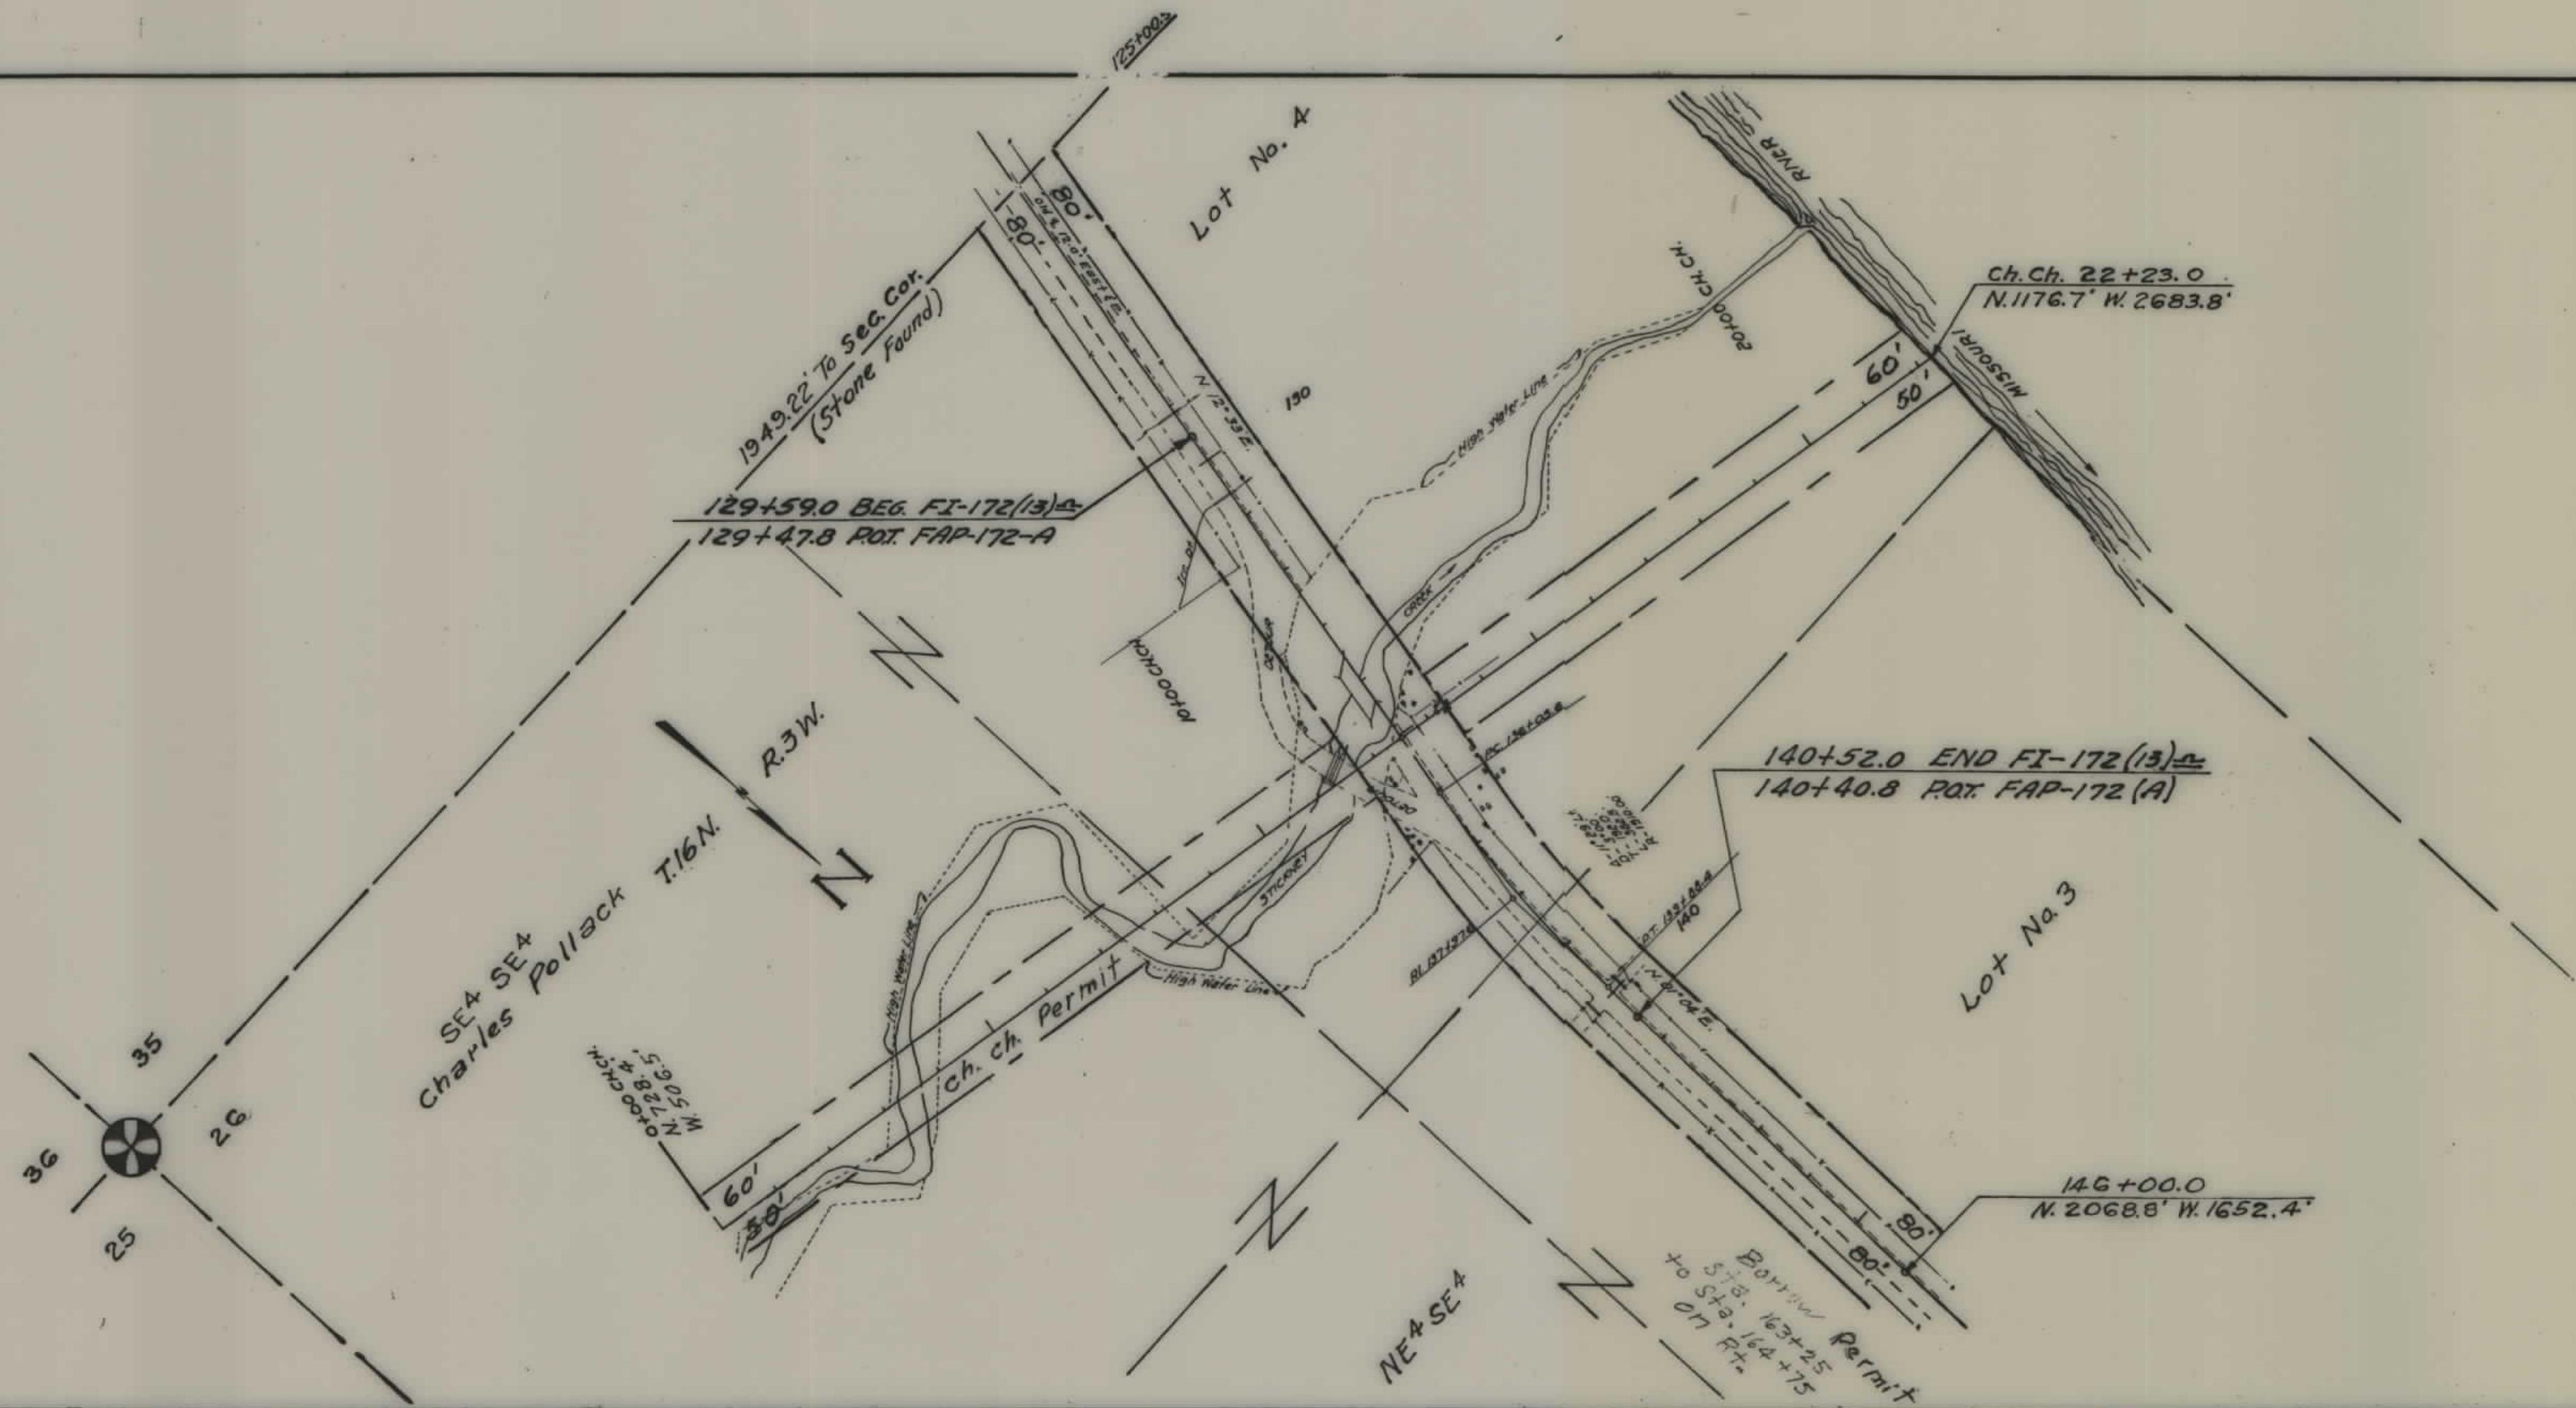 125+00.5
Lot No. 4
RIVER
80'
80'
1949.22' To Sec. Cor.
(Stone Found)
Ch.Ch. 22+23.0
N.1176.7' W. 2683.8'
20+00 CH. CH.
60'
50'
MISSOURI
High Water Line
N. 12°33'E.
129+59.0 BEG. FI-172(13)=
129+47.8 P.O.T. FAP-172-A
CREEK
DETOUR
10+00 CH.CH.
R.3W.
N
T.16N.
P.C. 136+05.8
140+52.0 END FI-172(13)=
140+40.8 P.O.T. FAP-172(A)
SE4 SE4
Charles Pollack
STICKNEY
140
Lot No. 3
High Water Line
High Water Line
Ch. Ch. Permit
35
26
36
25
0+00 CH.CH.
N. 728.4'
W. 506.5'
60'
50'
146+00.0
N. 2068.8' W. 1652.4'
80'
80'
NE4 SE4
Borrow Permit
Sta. 163+25
to Sta. 164+75
on Rt.